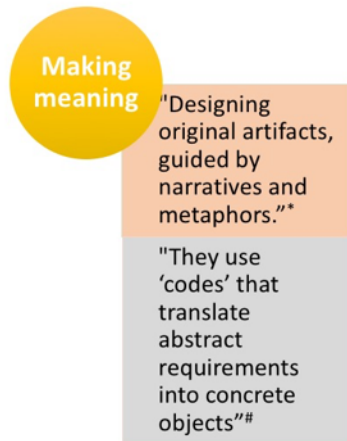 Making
meaning
"Designing
original artifacts,
guided by
narratives and
metaphors.”*
"They use
‘codes’ that
translate
abstract
requirements
into concrete
objects”#